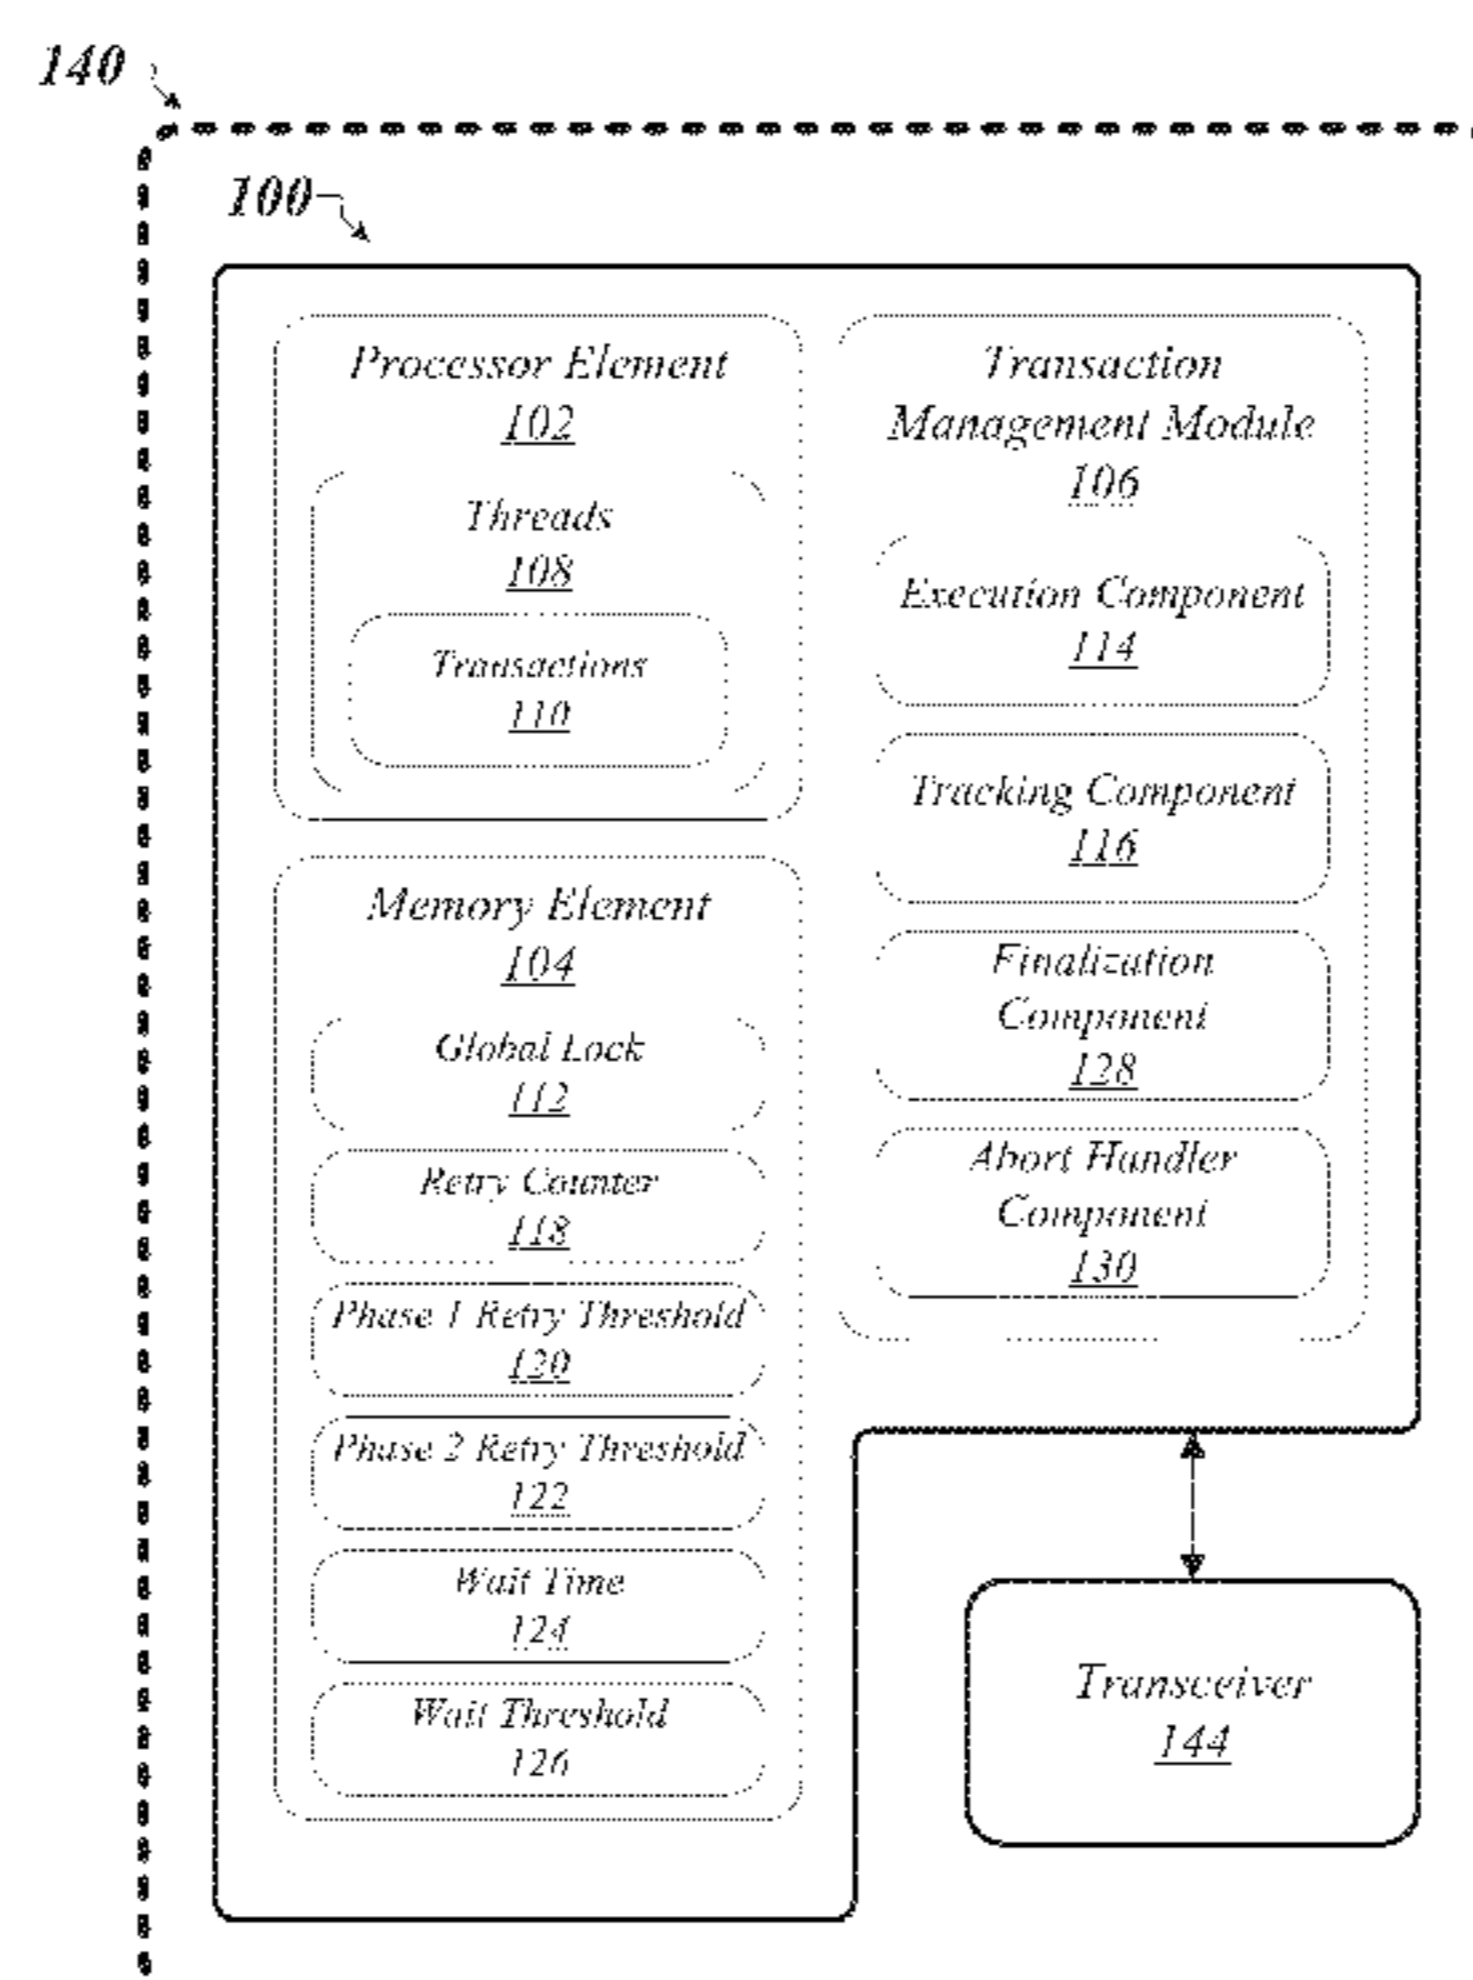 140
100
Processor Element
102
Threads
108
Transactions
110
Memory Element
104
Global Lock
112
Retry Counter
118
Phase 1 Retry Threshold
120
Phase 2 Retry Threshold
122
Wait Time
124
Wait Threshold
126
Transaction
Management Module
106
Execution Component
114
Tracking Component
116
Finalization
Component
128
Abort Handler
Component
130
Transceiver
144